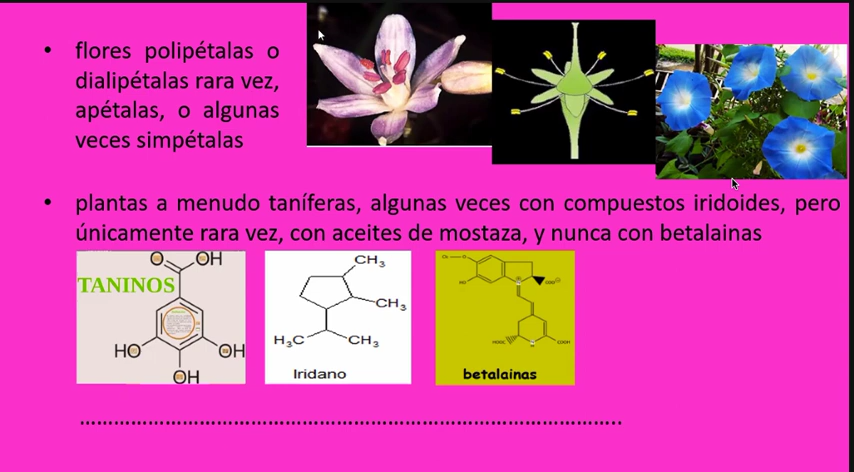 • flores polipétalas o
dialipétalas rara vez,
apétalas, o algunas
veces simpétalas
• plantas a menudo taníferas, algunas veces con compuestos iridoides, pero
únicamente rara vez, con aceites de mostaza, y nunca con betalainas
TANINOS
O OH
HO OH
OH
CH₃
CH₃
H₃C CH₃
Iridano
HO
COOH
betalainas